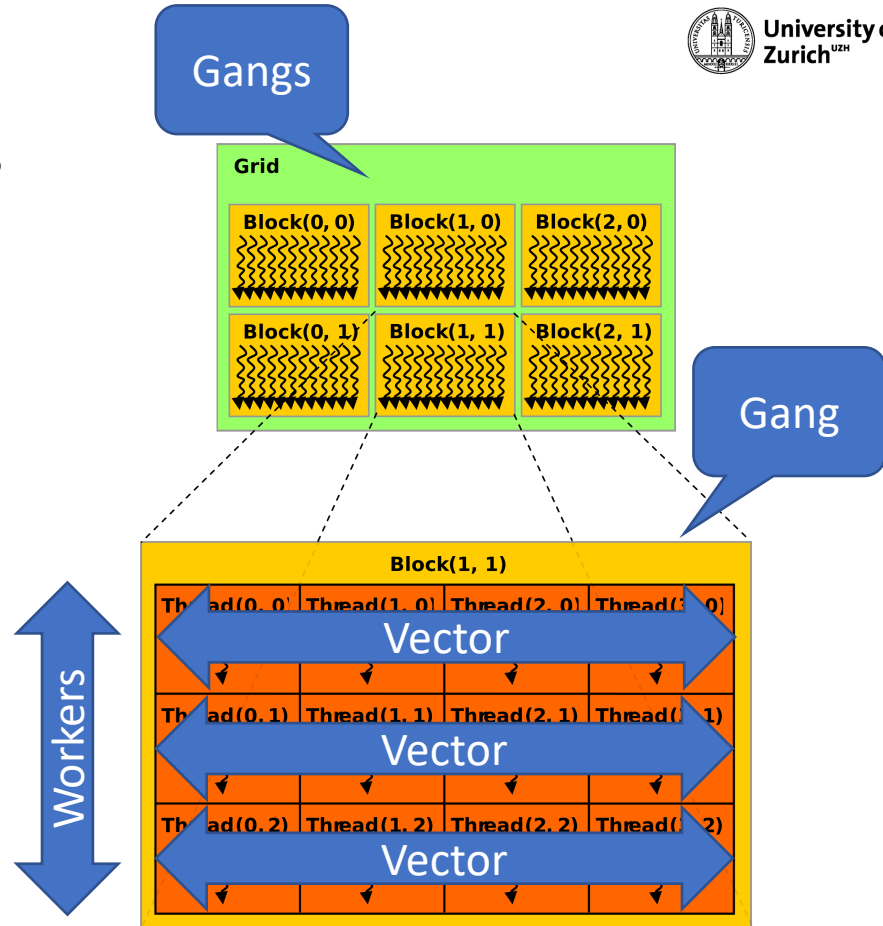 Gangs
University
Zurich UZH
Grid
Block(0, 0) Block(1, 0) Block(2, 0)
Block(0, 1) Block(1, 1) Block(2, 1)
Gang
Block(1, 1)
Thread(1, 0) Thread(2, 0)
Vector
Workers
Thread(1, 1) Thread(2, 1)
Vector
Thread(1, 2) Thread(2, 2)
Vector